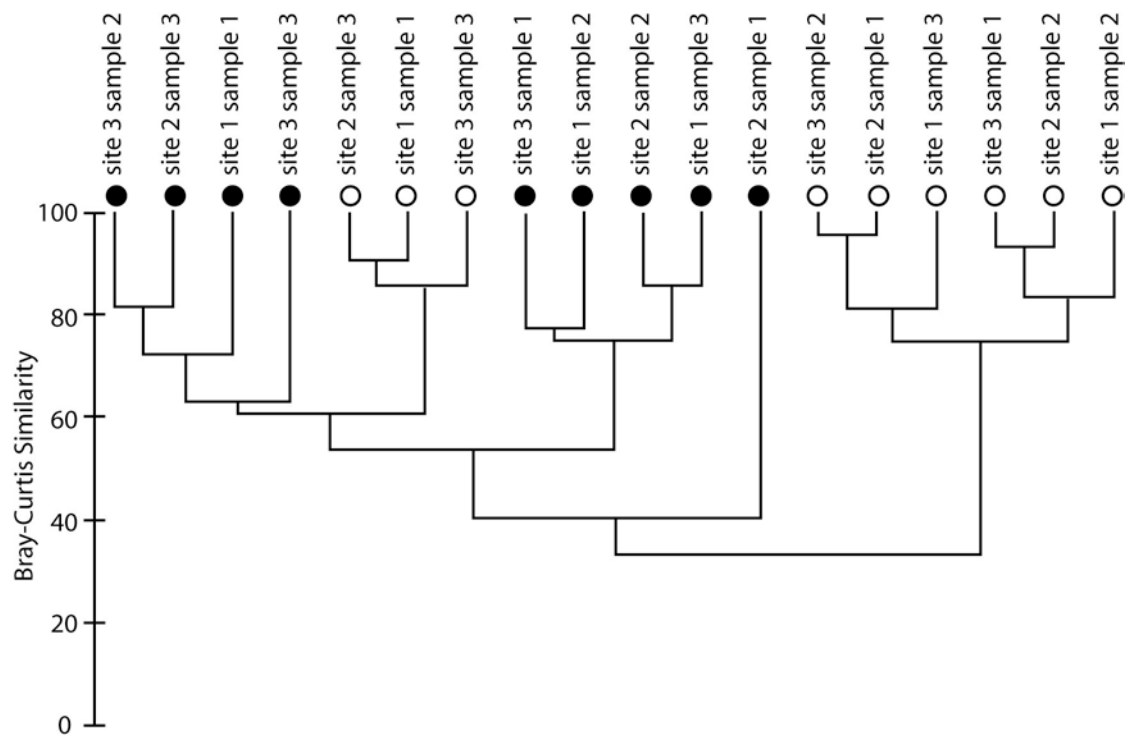 site 3 sample 2
site 2 sample 3
site 1 sample 1
site 3 sample 3
site 2 sample 3
site 1 sample 1
site 3 sample 3
site 3 sample 1
site 1 sample 2
site 2 sample 2
site 1 sample 3
site 2 sample 1
site 3 sample 2
site 2 sample 1
site 1 sample 3
site 3 sample 1
site 2 sample 2
site 1 sample 2
Bray-Curtis Similarity
100
80
60
40
20
0